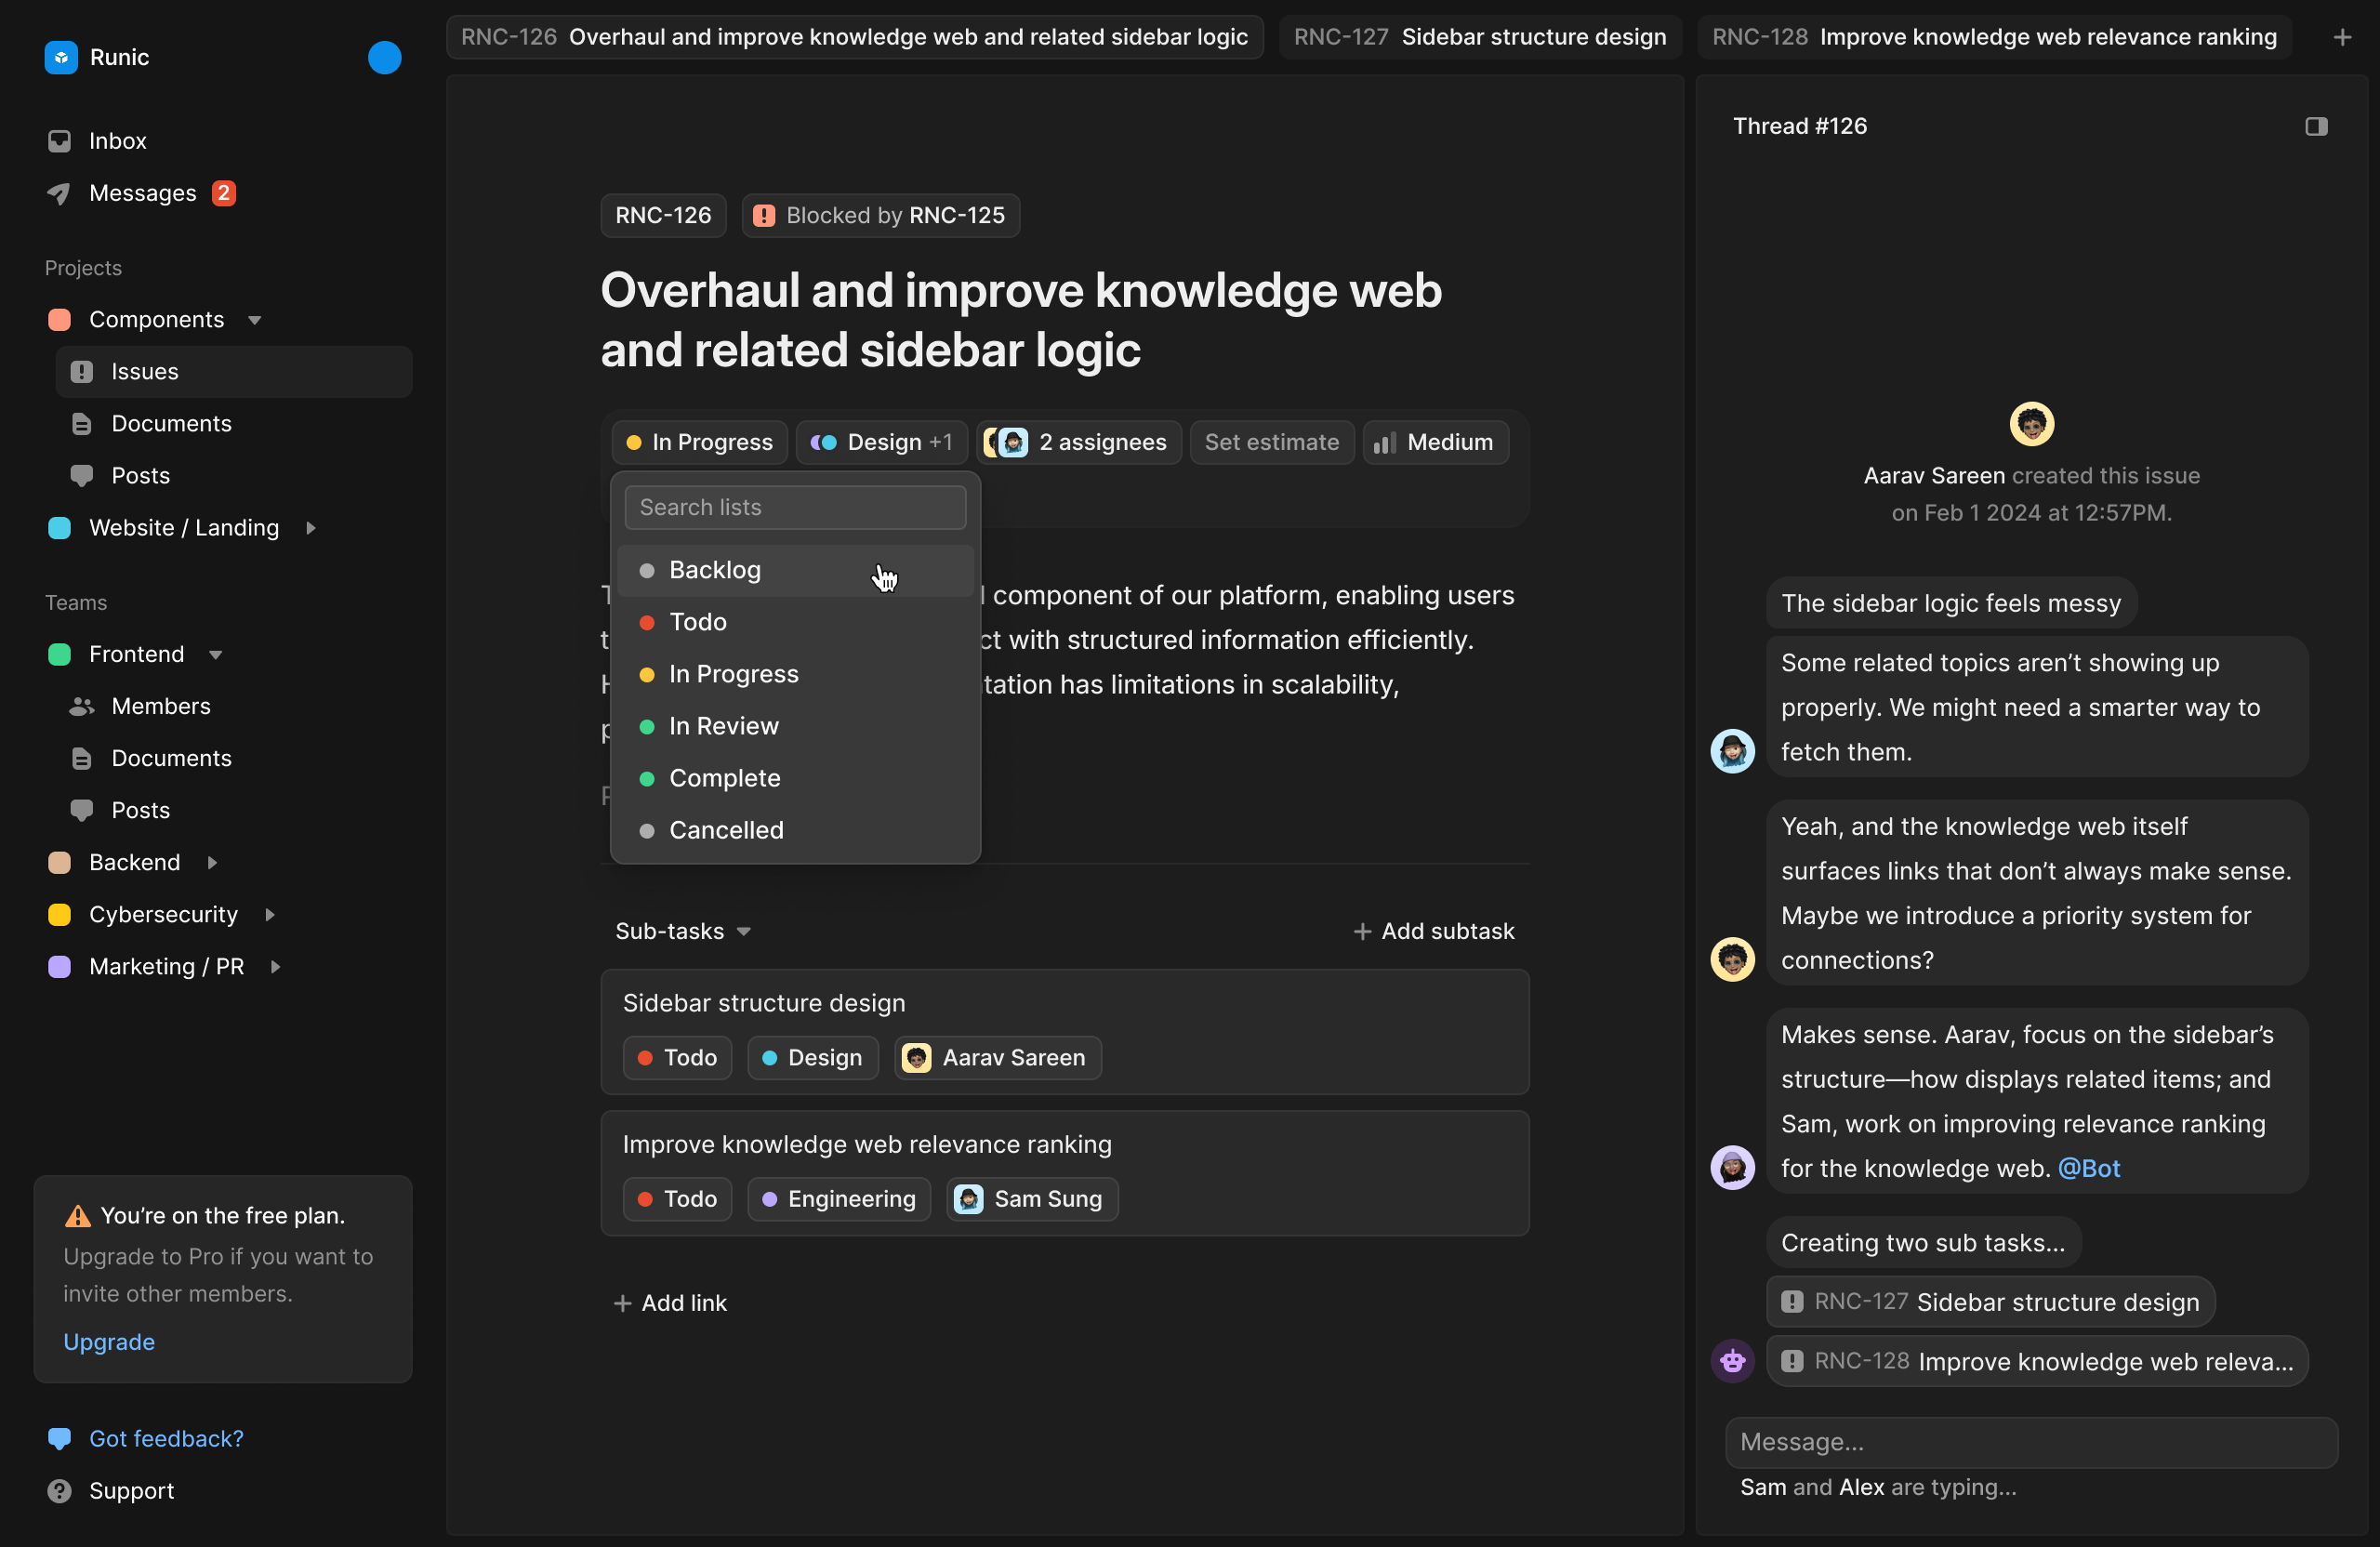 Runic
Inbox
Messages 2
Projects
Components
Issues
Documents
Posts
Website / Landing
Teams
Frontend
Members
Documents
Posts
Backend
Cybersecurity
Marketing / PR
You’re on the free plan.
Upgrade to Pro if you want to
invite other members.
Upgrade
Got feedback?
Support
RNC-126 Overhaul and improve knowledge web and related sidebar logic
RNC-127 Sidebar structure design
RNC-128 Improve knowledge web relevance ranking
RNC-126
Blocked by RNC-125
Overhaul and improve knowledge web
and related sidebar logic
In Progress
Design +1
2 assignees
Set estimate
Medium
Search lists
Backlog
Todo
In Progress
In Review
Complete
Cancelled
component of our platform, enabling users
with structured information efficiently.
has limitations in scalability,
Sub-tasks
Add subtask
Sidebar structure design
Todo
Design
Aarav Sareen
Improve knowledge web relevance ranking
Todo
Engineering
Sam Sung
Add link
Thread #126
Aarav Sareen created this issue
on Feb 1 2024 at 12:57PM.
The sidebar logic feels messy
Some related topics aren’t showing up
properly. We might need a smarter way to
fetch them.
Yeah, and the knowledge web itself
surfaces links that don’t always make sense.
Maybe we introduce a priority system for
connections?
Makes sense. Aarav, focus on the sidebar’s
structure—how displays related items; and
Sam, work on improving relevance ranking
for the knowledge web. @Bot
Creating two sub tasks...
RNC-127 Sidebar structure design
RNC-128 Improve knowledge web releva...
Message...
Sam and Alex are typing...